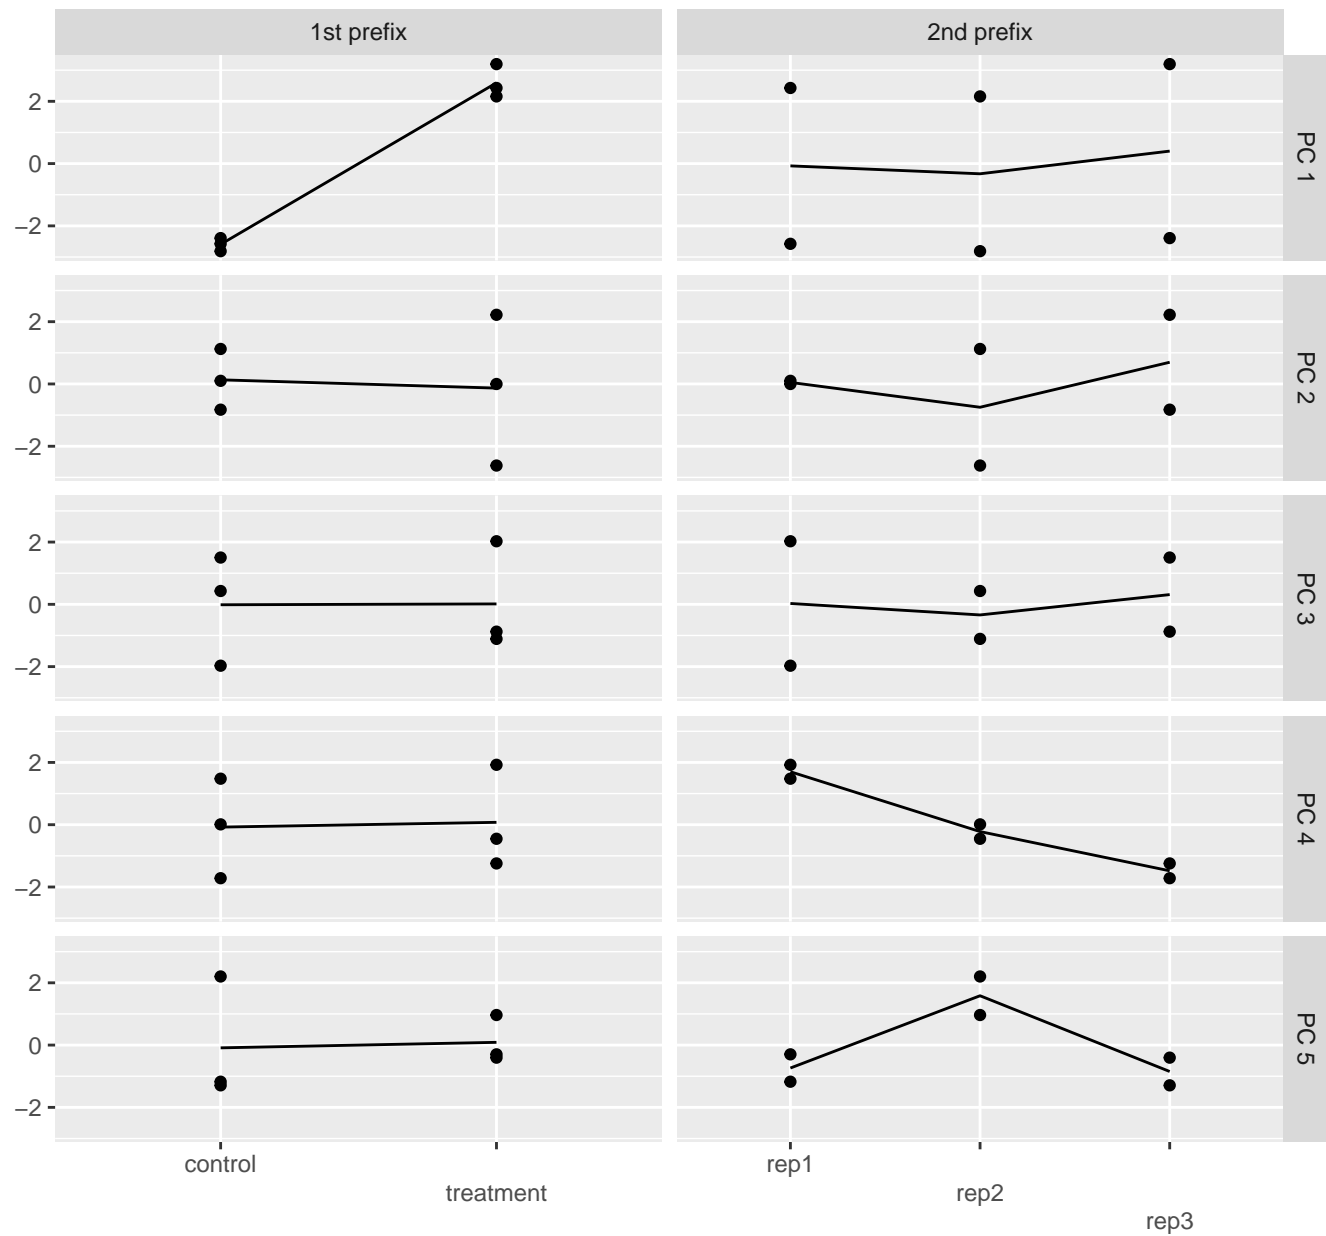 1st prefix
2nd prefix
2
0
−2
PC 1
2
0
−2
PC 2
2
0
−2
PC 3
2
0
−2
PC 4
2
0
−2
PC 5
control
treatment
rep1
rep2
rep3